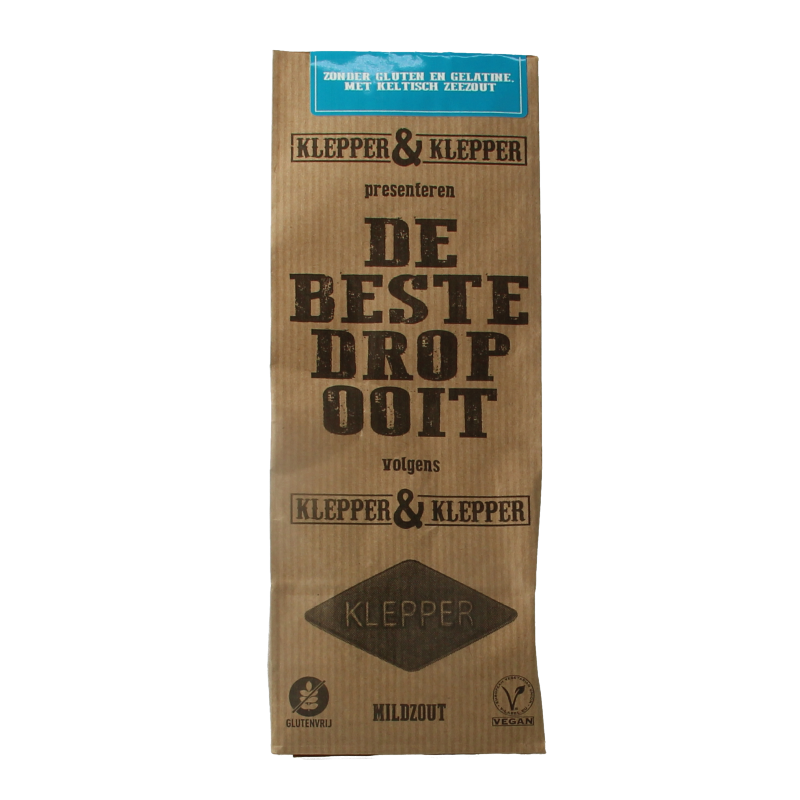 ZONDER GLUTEN EN GELATINE,
MET KELTISCH ZEEZOUT
KLEPPER & KLEPPER
presenteren
DE
BESTE
DROP
OOIT
volgens
KLEPPER & KLEPPER
KLEPPER
GLUTENVRIJ
MILDZOUT
VEGAN